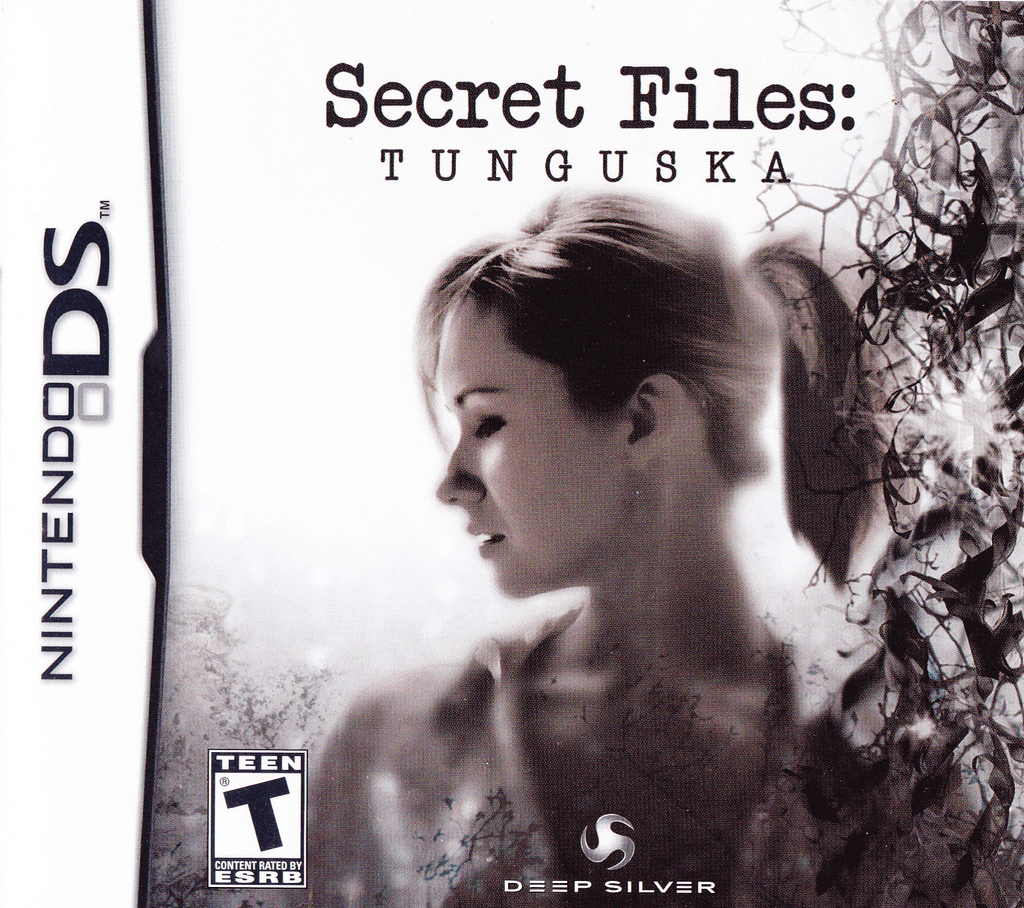 Secret Files:
TUNGUSKA
NINTENDO DS™
TEEN
®
T
CONTENT RATED BY
ESRB
DEEP SILVER